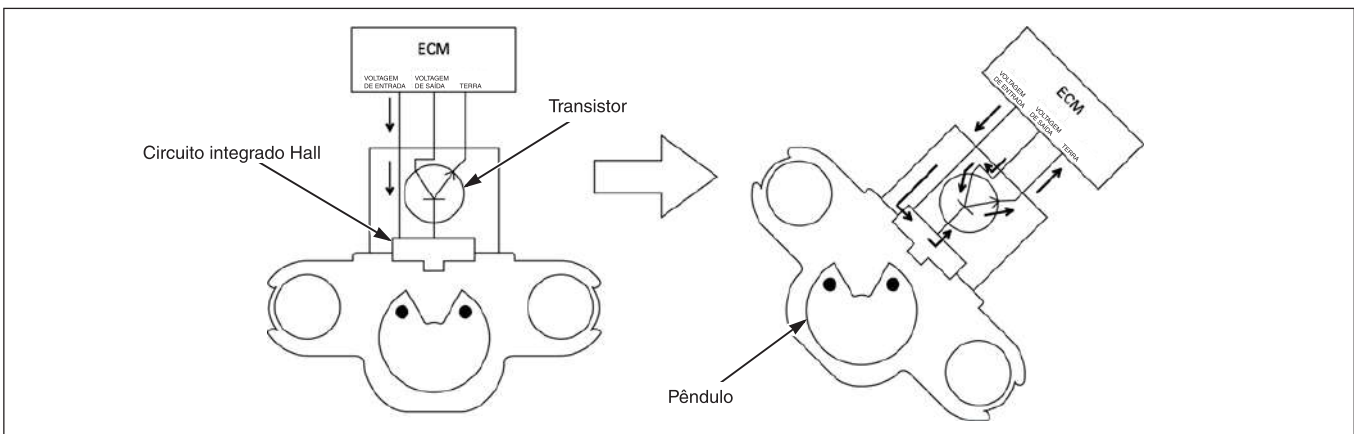 ECM
VOLTAGEM
DE ENTRADA
VOLTAGEM
DE SAÍDA
TERRA
Transistor
Circuito integrado Hall
ECM
VOLTAGEM
DE ENTRADA
VOLTAGEM
DE SAÍDA
TERRA
Pêndulo